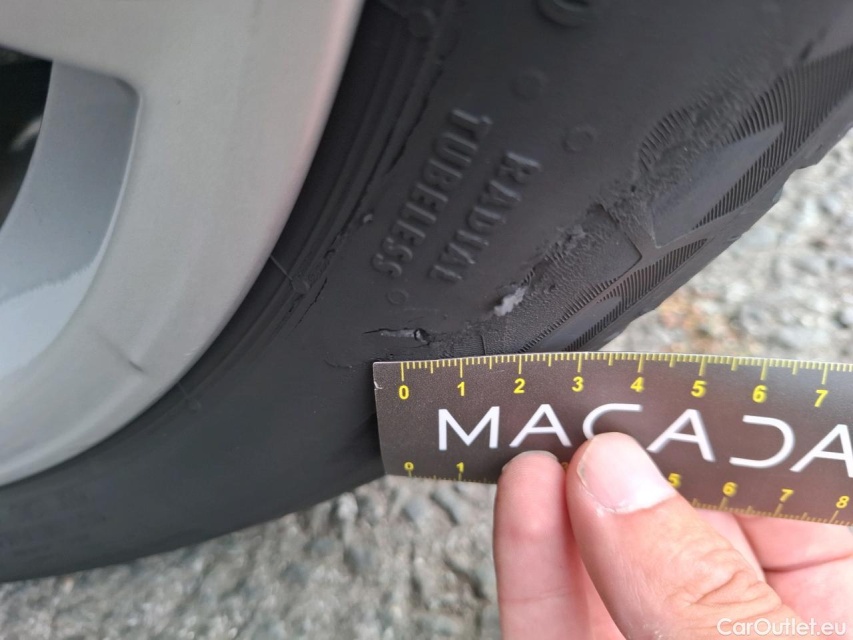 TUBELESS
RADIAL
0 1 2 3 4 5 6 7
MACADA
0 1 5 6 7 8
CarOutlet.eu